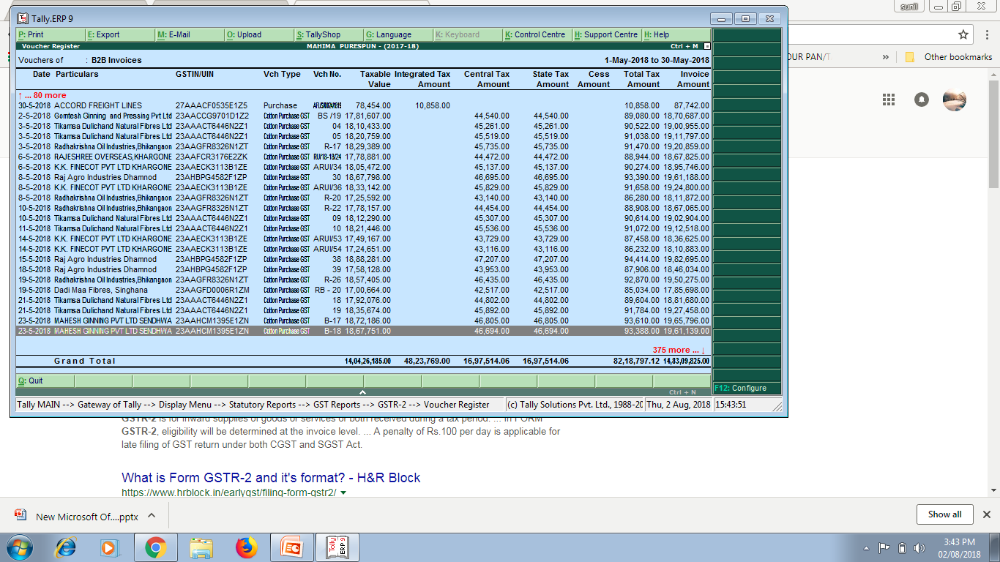 sunil
Tally.ERP 9
P: Print E: Export M: E-Mail O: Upload S: TallyShop G: Language K: Keyboard K: Control Centre H: Support Centre H: Help
Voucher Register MAHIMA PURESPUN - (2017-18) Ctrl + M
OUR PAN/T » Other bookmarks
Vouchers of : B2B Invoices 1-May-2018 to 30-May-2018
Date Particulars GSTIN/UIN Vch Type Vch No. Taxable Integrated Tax Central Tax State Tax Cess Total Tax Invoice
Value Amount Amount Amount Amount Amount Amount
↑ ... 80 more
30-5-2018 ACCORD FREIGHT LINES 27AAACF0535E1Z5 Purchase 78,454.00 10,858.00 10,858.00 87,742.00
2-5-2018 Gomtesh Ginning and Pressing Pvt Ltd 23AACCG9701D1Z2 Cotton Purchase GST BS /19 17,81,607.00 44,540.00 44,540.00 89,080.00 18,70,687.00
3-5-2018 Tikamsa Dulichand Natural Fibres Ltd 23AAACT6446N2Z1 Cotton Purchase GST 04 18,10,433.00 45,261.00 45,261.00 90,522.00 19,00,955.00
3-5-2018 Tikamsa Dulichand Natural Fibres Ltd 23AAACT6446N2Z1 Cotton Purchase GST 05 18,20,759.00 45,519.00 45,519.00 91,038.00 19,11,797.00
3-5-2018 Radhakrishna Oil Industries,Bhikangaon 23AAGFR8326N1ZT Cotton Purchase GST R-17 18,29,389.00 45,735.00 45,735.00 91,470.00 19,20,859.00
6-5-2018 RAJESHREE OVERSEAS,KHARGONE 23AAFCR3176E2ZK Cotton Purchase GST RU/18-18/24 17,78,881.00 44,472.00 44,472.00 88,944.00 18,67,825.00
6-5-2018 K.K. FINECOT PVT LTD KHARGONE 23AAECK3113B1ZE Cotton Purchase GST ARUI/34 18,05,472.00 45,137.00 45,137.00 90,274.00 18,95,746.00
8-5-2018 Raj Agro Industries Dhamnod 23AHBPG4582F1ZP Cotton Purchase GST 30 18,67,798.00 46,695.00 46,695.00 93,390.00 19,61,188.00
8-5-2018 K.K. FINECOT PVT LTD KHARGONE 23AAECK3113B1ZE Cotton Purchase GST ARUI/36 18,33,142.00 45,829.00 45,829.00 91,658.00 19,24,800.00
8-5-2018 Radhakrishna Oil Industries,Bhikangaon 23AAGFR8326N1ZT Cotton Purchase GST R-20 17,25,592.00 43,140.00 43,140.00 86,280.00 18,11,872.00
10-5-2018 Radhakrishna Oil Industries,Bhikangaon 23AAGFR8326N1ZT Cotton Purchase GST R-22 17,78,157.00 44,454.00 44,454.00 88,908.00 18,67,065.00
10-5-2018 Tikamsa Dulichand Natural Fibres Ltd 23AAACT6446N2Z1 Cotton Purchase GST 09 18,12,290.00 45,307.00 45,307.00 90,614.00 19,02,904.00
11-5-2018 Tikamsa Dulichand Natural Fibres Ltd 23AAACT6446N2Z1 Cotton Purchase GST 10 18,21,446.00 45,536.00 45,536.00 91,072.00 19,12,518.00
14-5-2018 K.K. FINECOT PVT LTD KHARGONE 23AAECK3113B1ZE Cotton Purchase GST ARUI/53 17,49,167.00 43,729.00 43,729.00 87,458.00 18,36,625.00
14-5-2018 K.K. FINECOT PVT LTD KHARGONE 23AAECK3113B1ZE Cotton Purchase GST ARUI/54 17,24,651.00 43,116.00 43,116.00 86,232.00 18,10,883.00
15-5-2018 Raj Agro Industries Dhamnod 23AHBPG4582F1ZP Cotton Purchase GST 38 18,88,281.00 47,207.00 47,207.00 94,414.00 19,82,695.00
18-5-2018 Raj Agro Industries Dhamnod 23AHBPG4582F1ZP Cotton Purchase GST 39 17,58,128.00 43,953.00 43,953.00 87,906.00 18,46,034.00
19-5-2018 Radhakrishna Oil Industries,Bhikangaon 23AAGFR8326N1ZT Cotton Purchase GST R-26 18,57,405.00 46,435.00 46,435.00 92,870.00 19,50,275.00
19-5-2018 Dadi Maa Fibres, Singhana 23AAGFD0006R1ZM Cotton Purchase GST RB - 20 17,00,664.00 42,517.00 42,517.00 85,034.00 17,85,698.00
21-5-2018 Tikamsa Dulichand Natural Fibres Ltd 23AAACT6446N2Z1 Cotton Purchase GST 18 17,92,076.00 44,802.00 44,802.00 89,604.00 18,81,680.00
21-5-2018 Tikamsa Dulichand Natural Fibres Ltd 23AAACT6446N2Z1 Cotton Purchase GST 19 18,35,674.00 45,892.00 45,892.00 91,784.00 19,27,458.00
23-5-2018 MAHESH GINNING PVT LTD SENDHWA 23AAHCM1395E1ZN Cotton Purchase GST B-17 18,72,186.00 46,805.00 46,805.00 93,610.00 19,65,796.00
23-5-2018 MAHESH GINNING PVT LTD SENDHWA 23AAHCM1395E1ZN Cotton Purchase GST B-18 18,67,751.00 46,694.00 46,694.00 93,388.00 19,61,139.00
375 more ... ↓
Grand Total 14,04,26,185.00 48,23,769.00 16,97,514.06 16,97,514.06 82,18,797.12 14,83,09,825.00
Q: Quit
F12: Configure
Ctrl + N
Tally MAIN --> Gateway of Tally --> Display Menu --> Statutory Reports --> GST Reports --> GSTR-2 --> Voucher Register (c) Tally Solutions Pvt. Ltd., 1988-20 Thu, 2 Aug, 2018 15:43:51
GSTR-2 is for inward supplies of goods or services or both received during a tax period. ... In FORM
GSTR-2, eligibility will be determined at the invoice level. ... A penalty of Rs.100 per day is applicable for
late filing of GST return under both CGST and SGST Act.
What is Form GSTR-2 and it's format? - H&R Block
https://www.hrblock.in/earlygst/filing-form-gstr2/
New Microsoft Of....pptx Show all
3:43 PM
02/08/2018